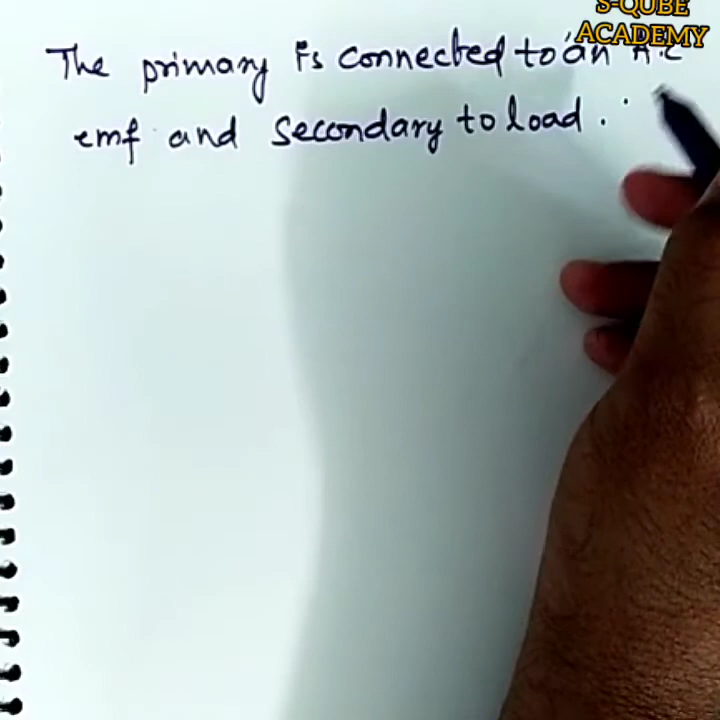 S-QUBE
ACADEMY
The primary is connected to an A.C
emf and secondary to load.